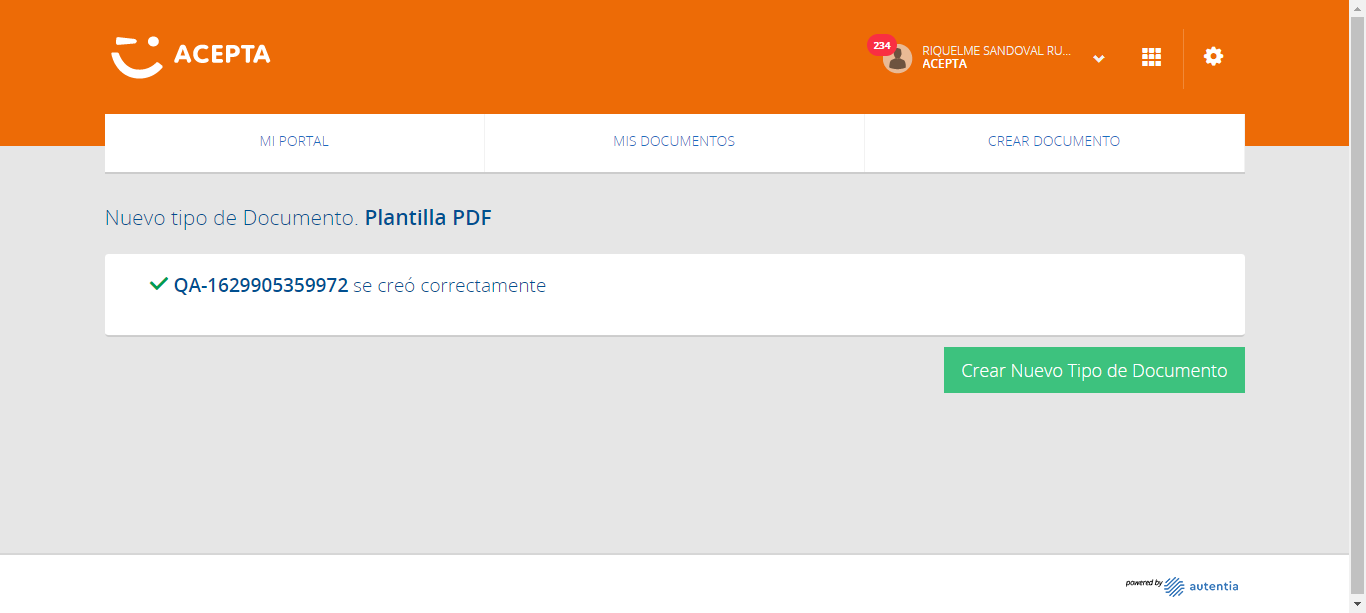 ACEPTA
234
RIQUELME SANDOVAL RU...
ACEPTA
MI PORTAL
MIS DOCUMENTOS
CREAR DOCUMENTO
Nuevo tipo de Documento. Plantilla PDF
QA-1629905359972 se creó correctamente
Crear Nuevo Tipo de Documento
powered by autentia